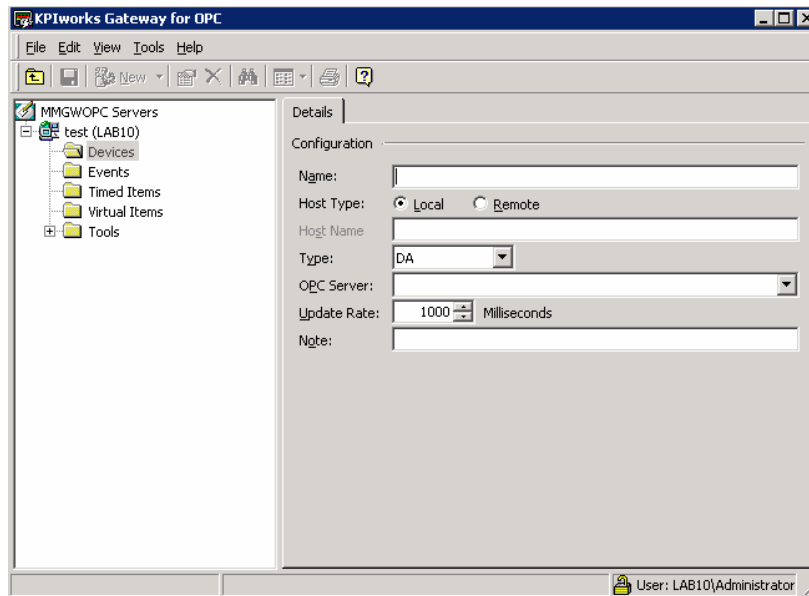 KPIworks Gateway for OPC
File Edit View Tools Help
New
MMGWOPC Servers
test (LAB10)
Devices
Events
Timed Items
Virtual Items
Tools
Details
Configuration
Name:
Host Type: Local Remote
Host Name
Type: DA
OPC Server:
Update Rate: 1000 Milliseconds
Note:
User: LAB10\Administrator